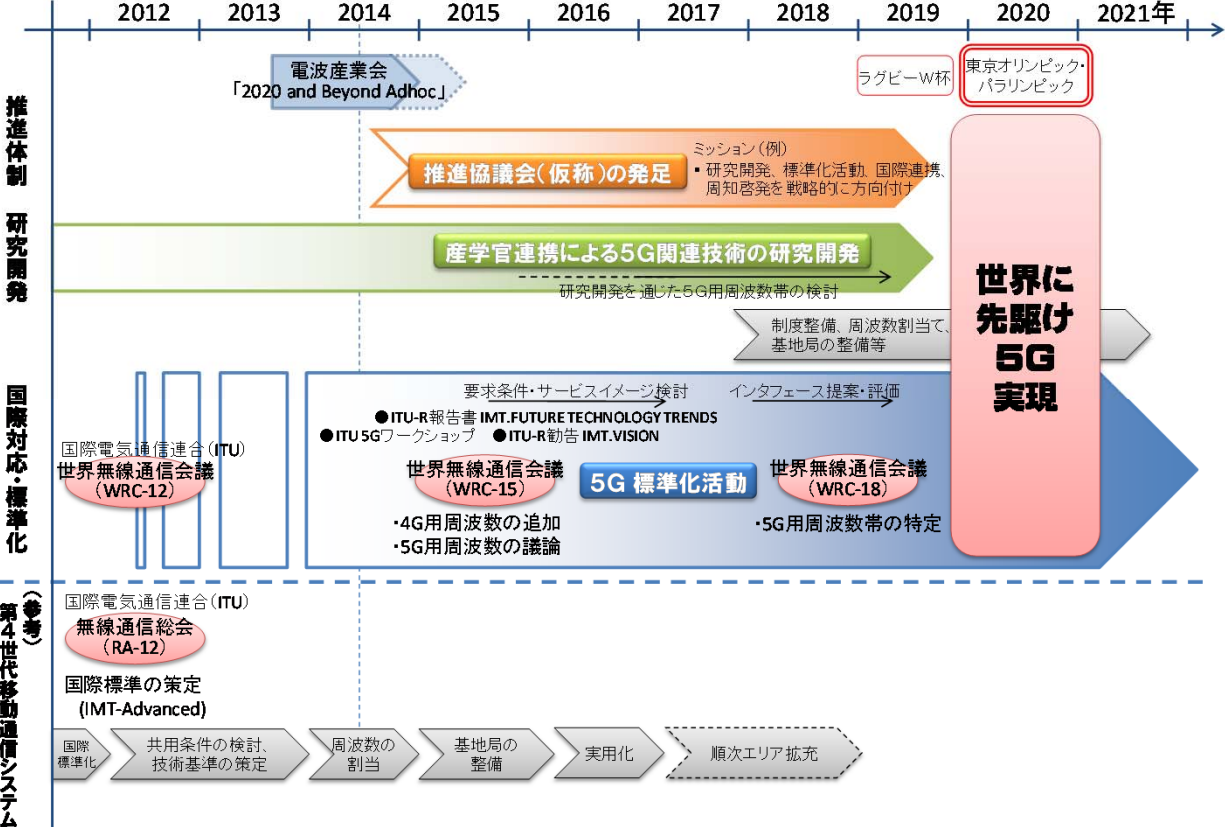 2012 2013 2014 2015 2016 2017 2018 2019 2020 2021年
推進体制
電波産業会
「2020 and Beyond Adhoc」
ラグビーW杯
東京オリンピック・
パラリンピック
推進協議会(仮称)の発足
ミッション(例)
・研究開発、標準化活動、国際連携、
周知啓発を戦略的に方向付け
研究開発
産学官連携による5G関連技術の研究開発
研究開発を通じた5G用周波数帯の検討
制度整備、周波数割当て、
基地局の整備等
世界に
先駆け
5G
実現
国際対応・標準化
要求条件・サービスイメージ検討
インタフェース提案・評価
●ITU-R報告書 IMT.FUTURE TECHNOLOGY TRENDS
●ITU 5Gワークショップ ●ITU-R勧告 IMT.VISION
国際電気通信連合(ITU)
世界無線通信会議
(WRC-12)
世界無線通信会議
(WRC-15)
・4G用周波数の追加
・5G用周波数の議論
5G 標準化活動
世界無線通信会議
(WRC-18)
・5G用周波数帯の特定
(参考)
第4世代移動通信システム
国際電気通信連合(ITU)
無線通信総会
(RA-12)
国際標準の策定
(IMT-Advanced)
国際
標準化
共用条件の検討、
技術基準の策定
周波数の
割当
基地局の
整備
実用化
順次エリア拡充